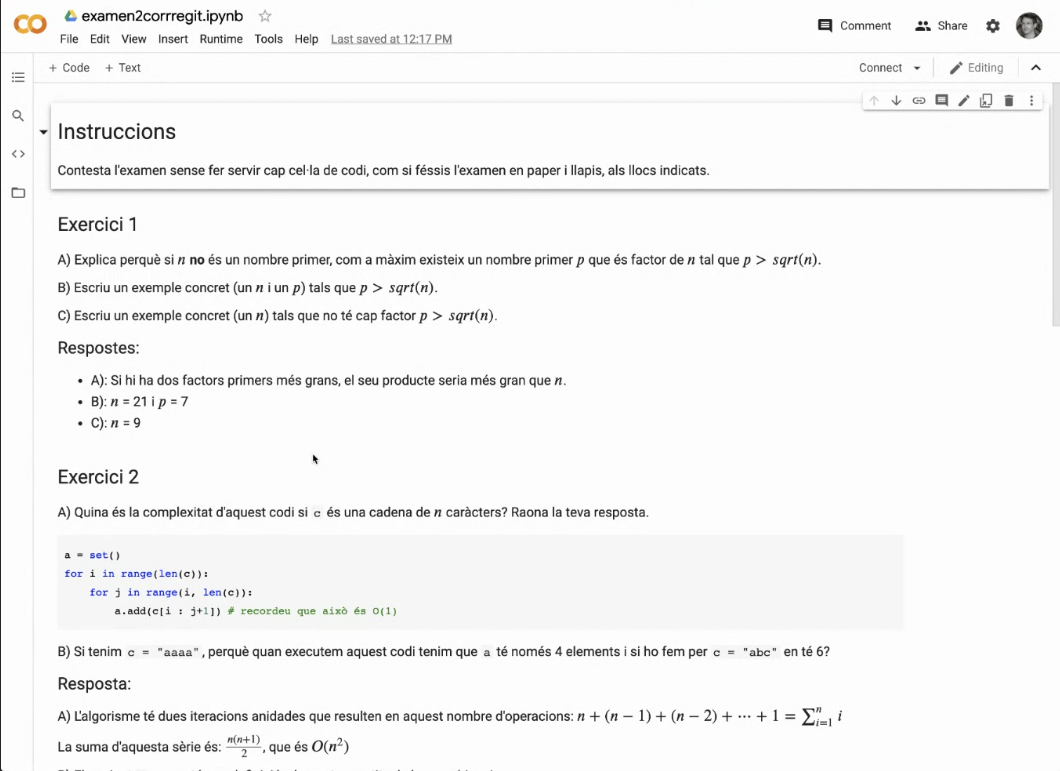 examen2corrregit.ipynb
File Edit View Insert Runtime Tools Help Last saved at 12:17 PM
Comment Share
+ Code + Text
Connect Editing
Instruccions
Contesta l'examen sense fer servir cap cel·la de codi, com si féssis l'examen en paper i llapis, als llocs indicats.
Exercici 1
A) Explica perquè si n no és un nombre primer, com a màxim existeix un nombre primer p que és factor de n tal que p > sqrt(n).
B) Escriu un exemple concret (un n i un p) tals que p > sqrt(n).
C) Escriu un exemple concret (un n) tals que no té cap factor p > sqrt(n).
Respostes:
• A): Si hi ha dos factors primers més grans, el seu producte seria més gran que n.
• B): n = 21 i p = 7
• C): n = 9
Exercici 2
A) Quina és la complexitat d'aquest codi si c és una cadena de n caràcters? Raona la teva resposta.
a = set()
for i in range(len(c)):
for j in range(i, len(c)):
a.add(c[i : j+1]) # recordeu que això és O(1)
B) Si tenim c = "aaaa", perquè quan executem aquest codi tenim que a té només 4 elements i si ho fem per c = "abc" en té 6?
Resposta:
A) L'algorisme té dues iteracions anidades que resulten en aquest nombre d'operacions: n + (n − 1) + (n − 2) + ⋯ + 1 = ∑ⁿᵢ₌₁ i
La suma d'aquesta sèrie és: n(n+1)/2, que és O(n²)